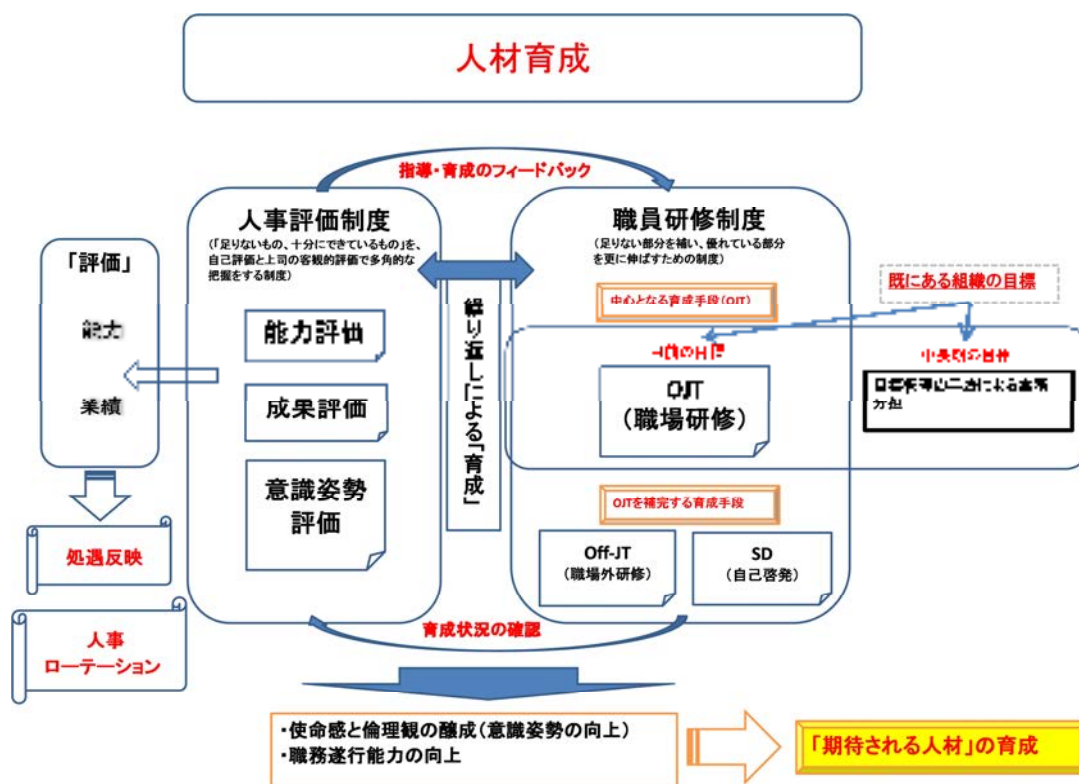 人材育成
指導・育成のフィードバック
人事評価制度
(「足りないもの、十分にできているもの」を、
自己評価と上司の客観的評価で多角的な
把握をする制度)
能力評価
成果評価
意識姿勢
評価
「評価」
能力
業績
処遇反映
人事
ローテーション
繰り返しによる「育成」
職員研修制度
(足りない部分を補い、優れている部分
を更に伸ばすための制度)
中心となる育成手段(OJT)
既にある組織の目標
OJT
(職場研修)
OJTを補完する育成手段
Off-JT
(職場外研修)
SD
(自己啓発)
育成状況の確認
・使命感と倫理観の醸成(意識姿勢の向上)
・職務遂行能力の向上
「期待される人材」の育成